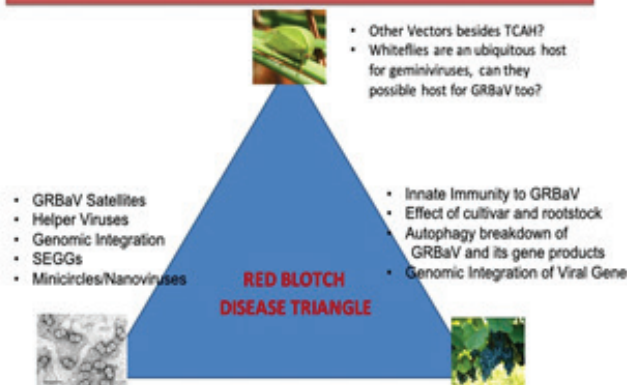 • Other Vectors besides TCAH?
• Whiteflies are an ubiquitous host
for geminiviruses, can they
possible host for GRBaV too?
• GRBaV Satellites
• Helper Viruses
• Genomic Integration
• SEGGs
• Minicircles/Nanoviruses
• Innate Immunity to GRBaV
• Effect of cultivar and rootstock
• Autophagy breakdown of
GRBaV and its gene products
• Genomic Integration of Viral Gene
RED BLOTCH
DISEASE TRIANGLE